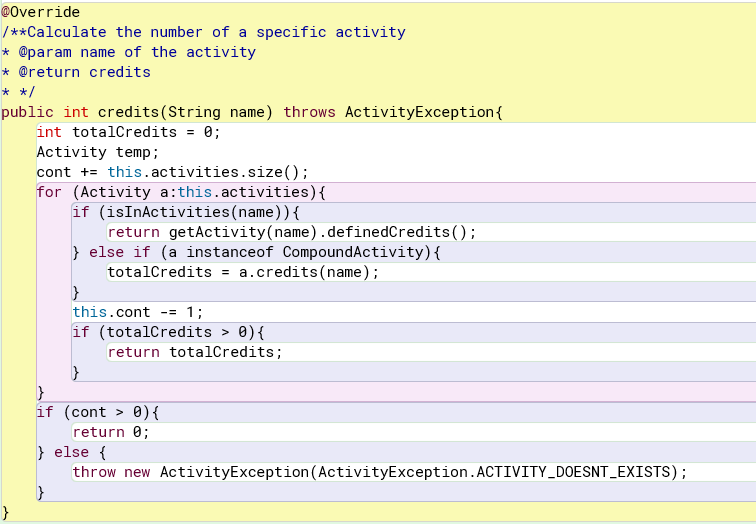 @Override
/**Calculate the number of a specific activity
* @param name of the activity
* @return credits
* */
public int credits(String name) throws ActivityException{
    int totalCredits = 0;
    Activity temp;
    cont += this.activities.size();
    for (Activity a:this.activities){
        if (isInActivities(name)){
            return getActivity(name).definedCredits();
        } else if (a instanceof CompoundActivity){
            totalCredits = a.credits(name);
        }
        this.cont -= 1;
        if (totalCredits > 0){
            return totalCredits;
        }
    }
    if (cont > 0){
        return 0;
    } else {
        throw new ActivityException(ActivityException.ACTIVITY_DOESNT_EXISTS);
    }
}